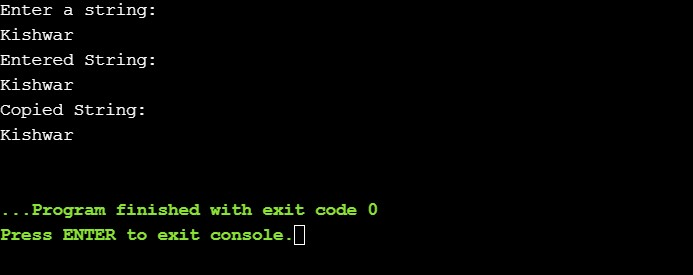 Enter a string:
Kishwar
Entered String:
Kishwar
Copied String:
Kishwar
...Program finished with exit code 0
Press ENTER to exit console.